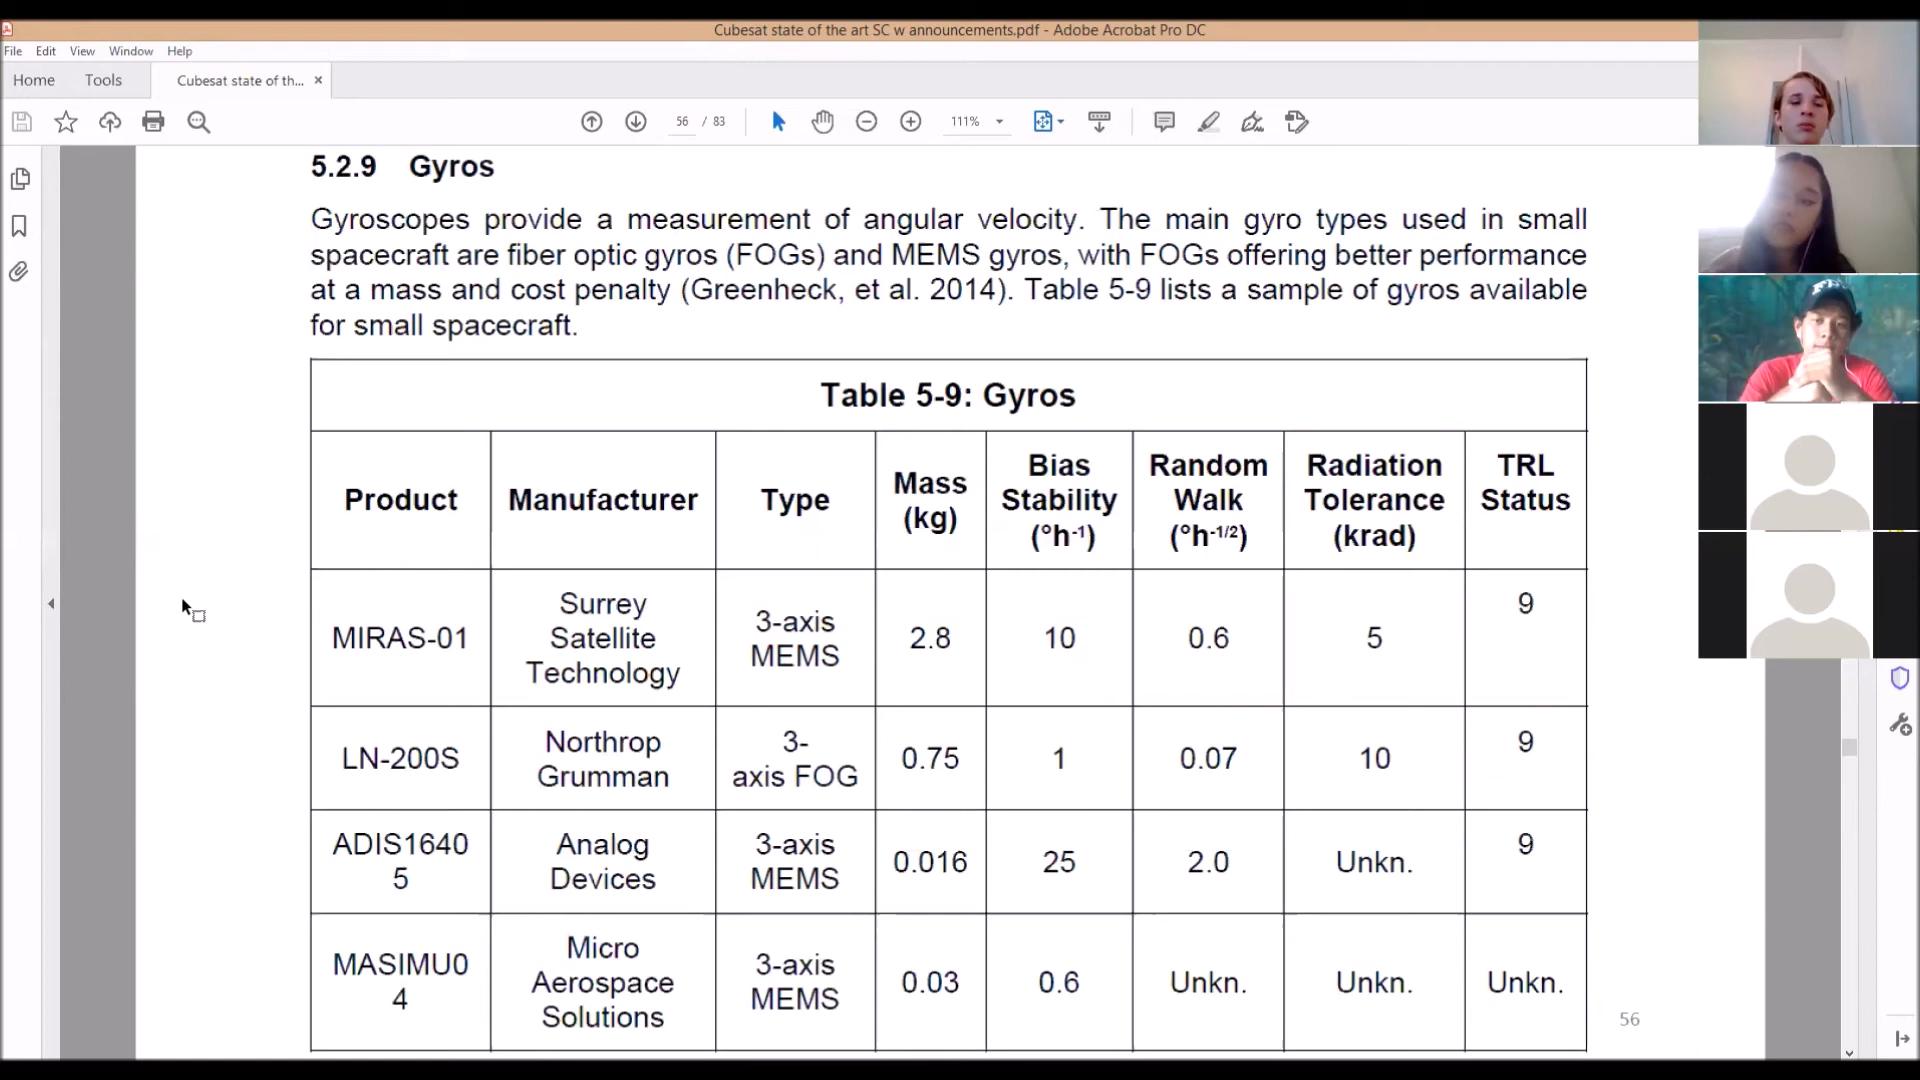 Cubesat state of the art SC w announcements.pdf - Adobe Acrobat Pro DC
File Edit View Window Help
Home Tools Cubesat state of th... ×
56 / 83 111%
5.2.9 Gyros
Gyroscopes provide a measurement of angular velocity. The main gyro types used in small
spacecraft are fiber optic gyros (FOGs) and MEMS gyros, with FOGs offering better performance
at a mass and cost penalty (Greenheck, et al. 2014). Table 5-9 lists a sample of gyros available
for small spacecraft.
Table 5-9: Gyros
Product Manufacturer Type Mass (kg) Bias Stability (°h⁻¹) Random Walk (°h⁻¹/²) Radiation Tolerance (krad) TRL Status
MIRAS-01 Surrey Satellite Technology 3-axis MEMS 2.8 10 0.6 5 9
LN-200S Northrop Grumman 3-axis FOG 0.75 1 0.07 10 9
ADIS16405 Analog Devices 3-axis MEMS 0.016 25 2.0 Unkn. 9
MASIMU04 Micro Aerospace Solutions 3-axis MEMS 0.03 0.6 Unkn. Unkn. Unkn.
56